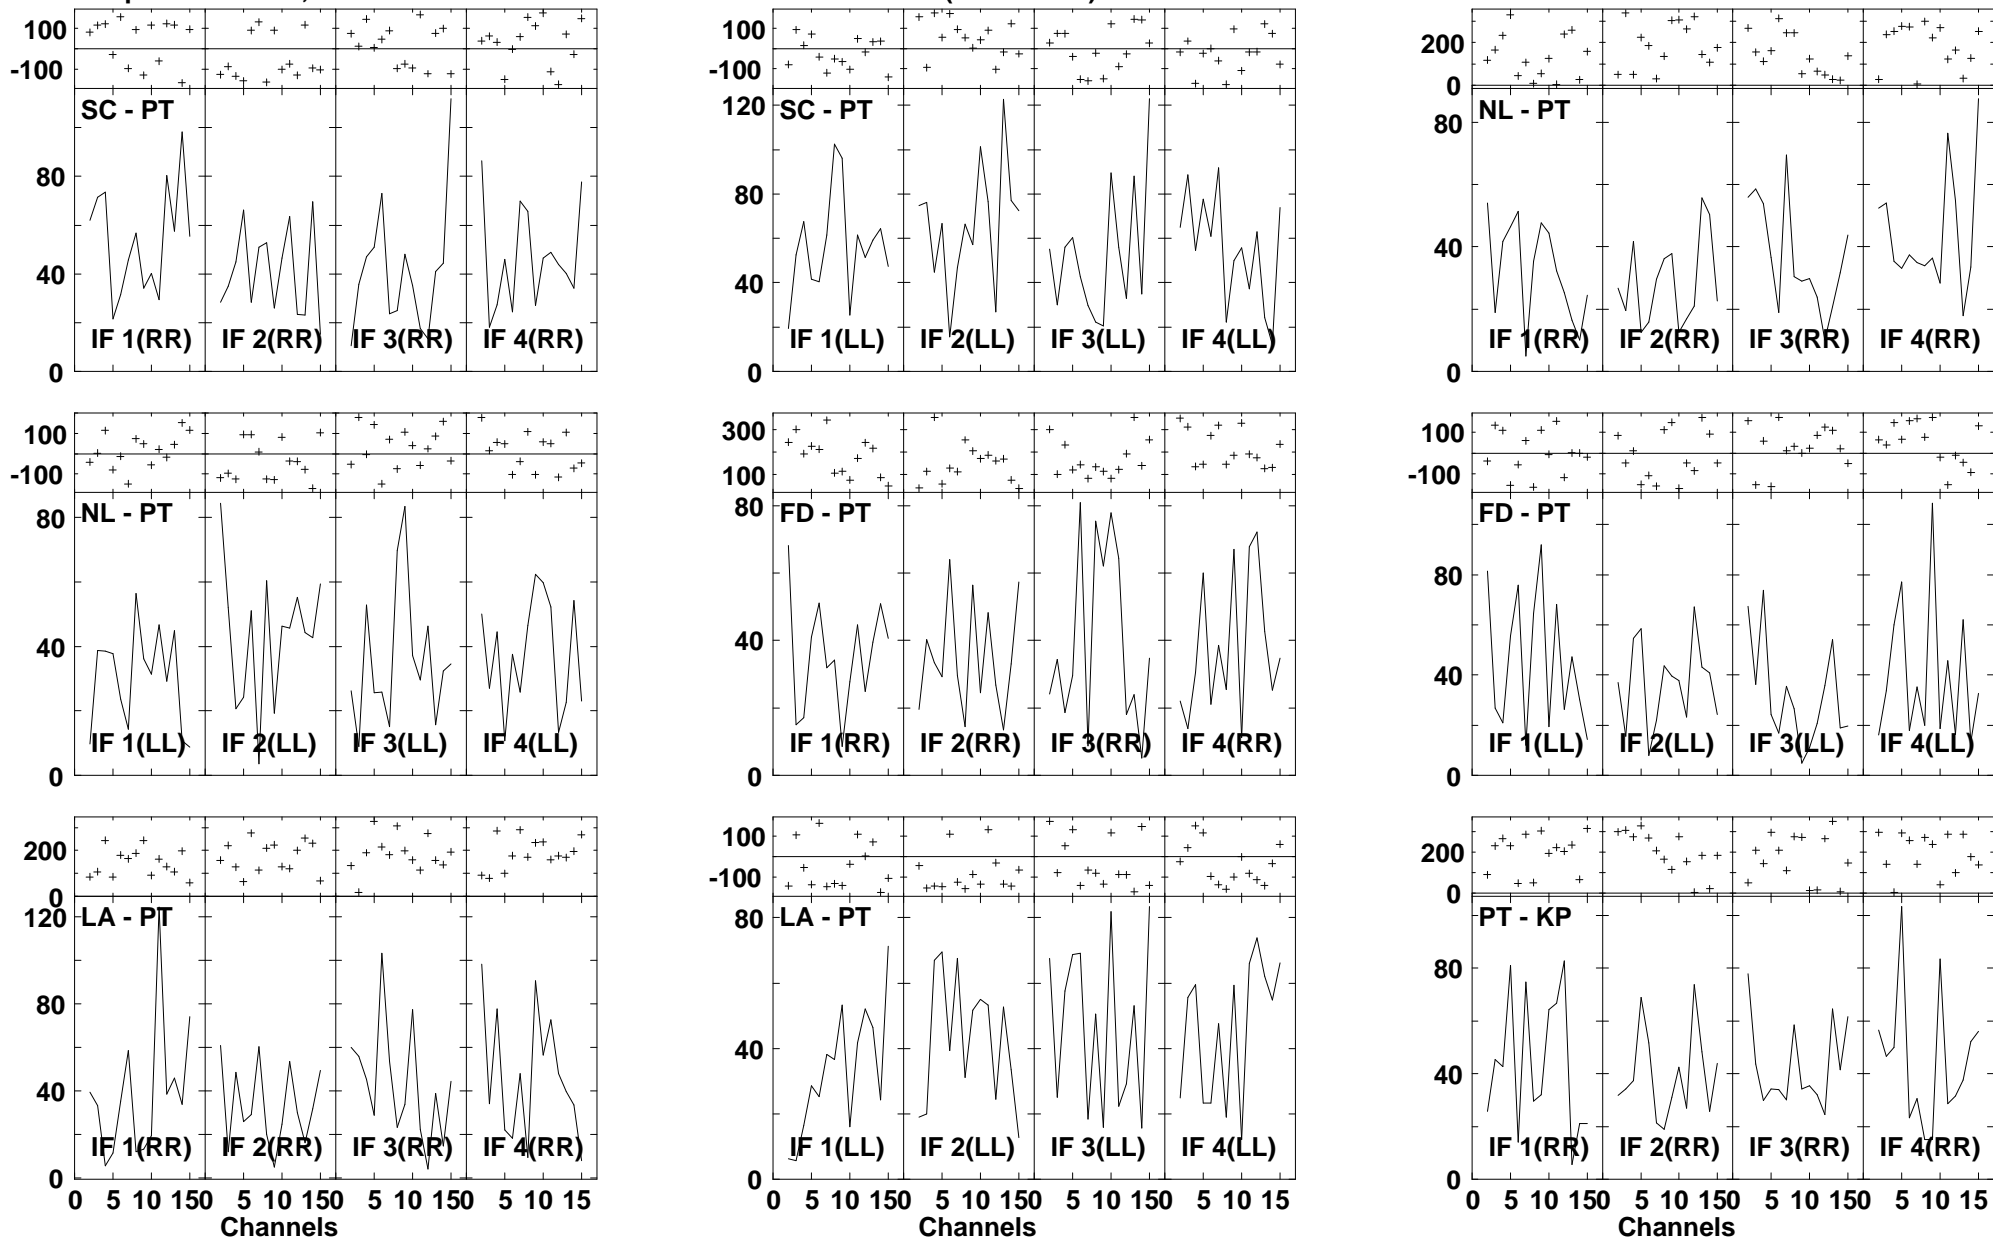 100 100 200
-100 -100 0
SC - PT SC - PT NL - PT
120
80 80 80
40 40 40
IF 1(RR) IF 2(RR) IF 3(RR) IF 4(RR) IF 1(LL) IF 2(LL) IF 3(LL) IF 4(LL) IF 1(RR) IF 2(RR) IF 3(RR) IF 4(RR)
0 0 0
100 300 100
-100 100 -100
NL - PT FD - PT FD - PT
80 80 80
40 40 40
IF 1(LL) IF 2(LL) IF 3(LL) IF 4(LL) IF 1(RR) IF 2(RR) IF 3(RR) IF 4(RR) IF 1(LL) IF 2(LL) IF 3(LL) IF 4(LL)
0 0 0
200 100 200
0 -100 0
LA - PT LA - PT PT - KP
120 80
80 80
40 40 40
IF 1(RR) IF 2(RR) IF 3(RR) IF 4(RR) IF 1(LL) IF 2(LL) IF 3(LL) IF 4(LL) IF 1(RR) IF 2(RR) IF 3(RR) IF 4(RR)
0 0 0
0 5 10 150 5 10 150 5 10 150 5 10 15 0 5 10 150 5 10 150 5 10 150 5 10 15 0 5 10 150 5 10 150 5 10 150 5 10 15
Channels Channels Channels